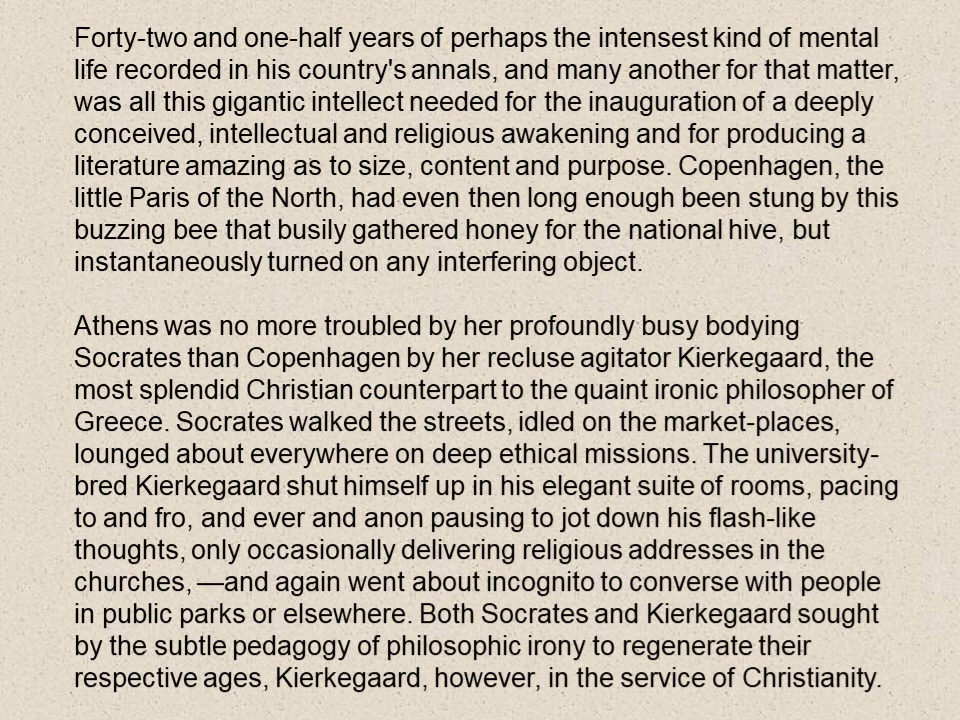 Forty-two and one-half years of perhaps the intensest kind of mental
life recorded in his country's annals, and many another for that matter,
was all this gigantic intellect needed for the inauguration of a deeply
conceived, intellectual and religious awakening and for producing a
literature amazing as to size, content and purpose. Copenhagen, the
little Paris of the North, had even then long enough been stung by this
buzzing bee that busily gathered honey for the national hive, but
instantaneously turned on any interfering object.

Athens was no more troubled by her profoundly busy bodying
Socrates than Copenhagen by her recluse agitator Kierkegaard, the
most splendid Christian counterpart to the quaint ironic philosopher of
Greece. Socrates walked the streets, idled on the market-places,
lounged about everywhere on deep ethical missions. The university-
bred Kierkegaard shut himself up in his elegant suite of rooms, pacing
to and fro, and ever and anon pausing to jot down his flash-like
thoughts, only occasionally delivering religious addresses in the
churches, —and again went about incognito to converse with people
in public parks or elsewhere. Both Socrates and Kierkegaard sought
by the subtle pedagogy of philosophic irony to regenerate their
respective ages, Kierkegaard, however, in the service of Christianity.